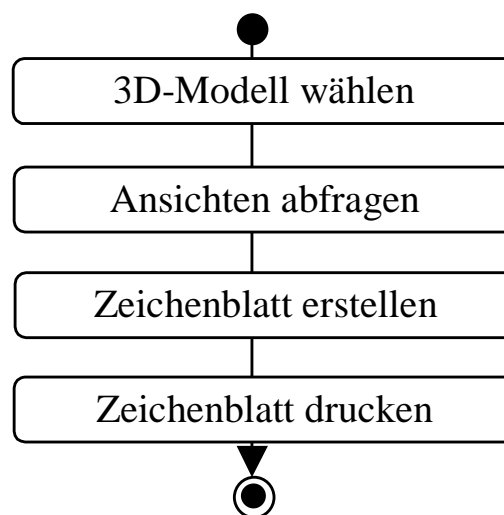 3D-Modell wählen
Ansichten abfragen
Zeichenblatt erstellen
Zeichenblatt drucken